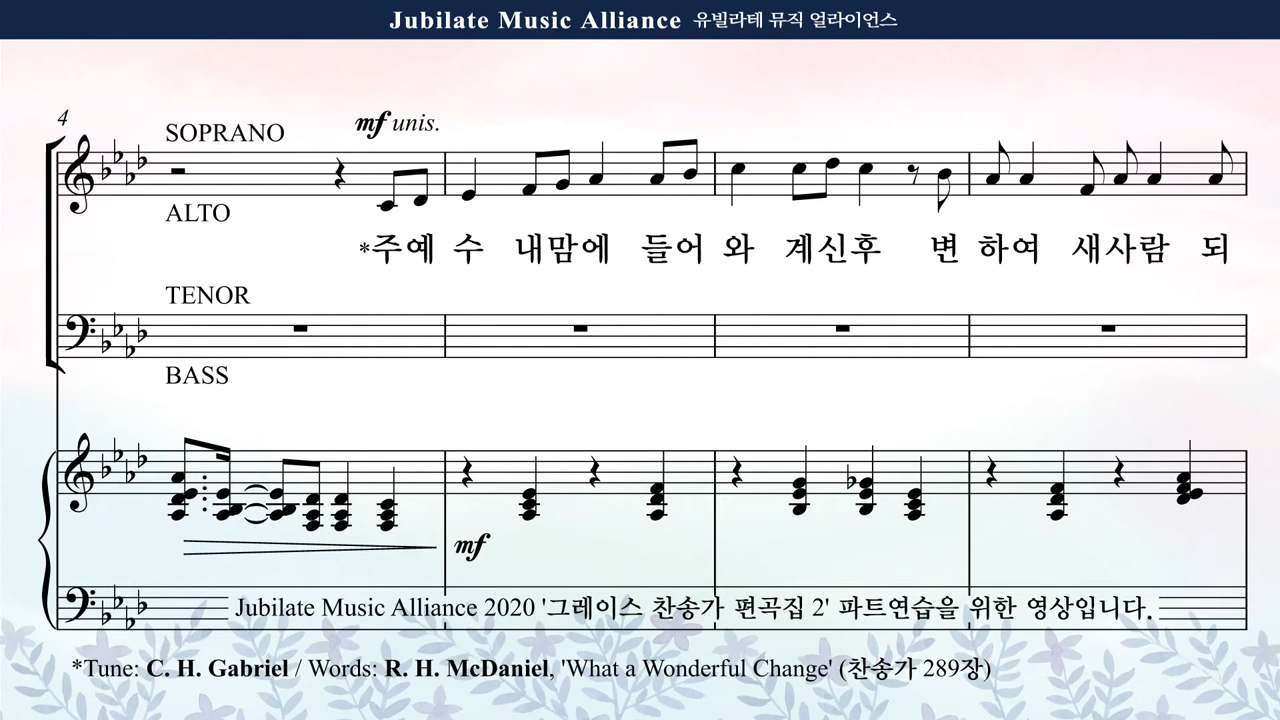 Jubilate Music Alliance 유빌라테 뮤직 얼라이언스
4
SOPRANO
mf unis.
ALTO
*주예 수 내맘에 들어 와 계신후 변 하여 새사람 되
TENOR
BASS
mf
Jubilate Music Alliance 2020 '그레이스 찬송가 편곡집 2' 파트연습을 위한 영상입니다.
*Tune: C. H. Gabriel / Words: R. H. McDaniel, 'What a Wonderful Change' (찬송가 289장)